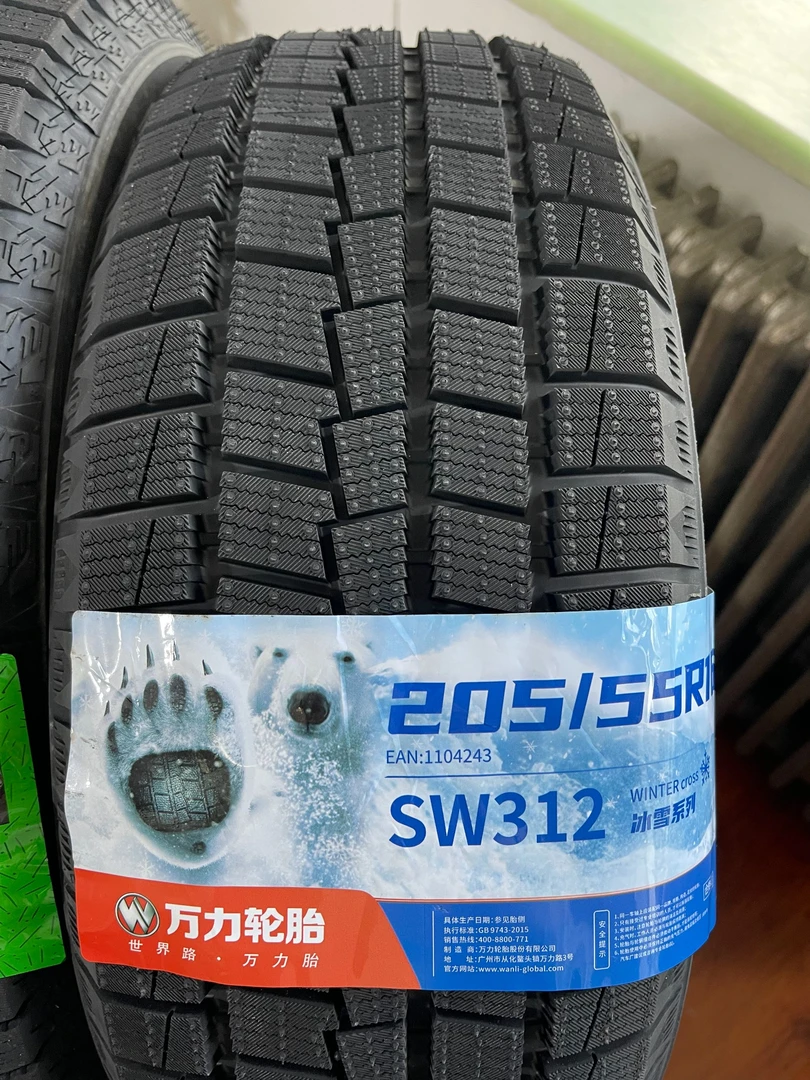 205/55R1
EAN:1104243
SW312
WINTER cross
冰雪系列
万力轮胎
世界路·万力胎
具体生产日期:参见胎侧
执行标准:GB 9743-2015
销售热线:400-8800-771
制 造 商:万力轮胎股份有限公司
地 址:广州市从化鳌头镇万力路3号
官方网站:www.wanli-global.com
安全提示